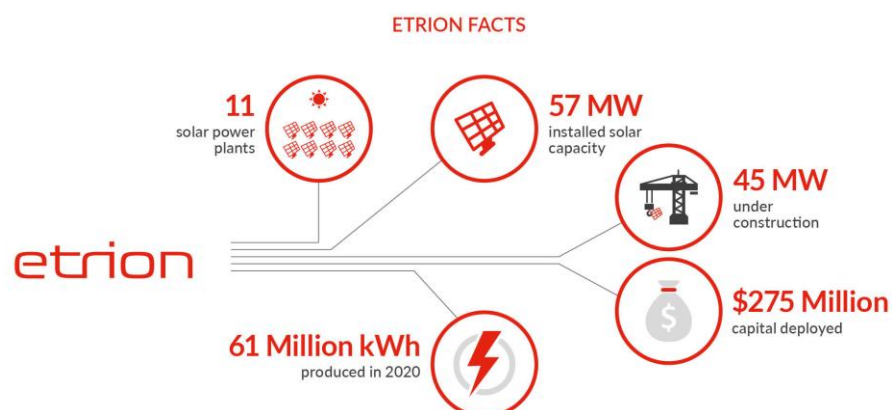 ETRION FACTS
11
solar power
plants
57 MW
installed solar
capacity
45 MW
under
construction
etrion
$275 Million
capital deployed
61 Million kWh
produced in 2020
$